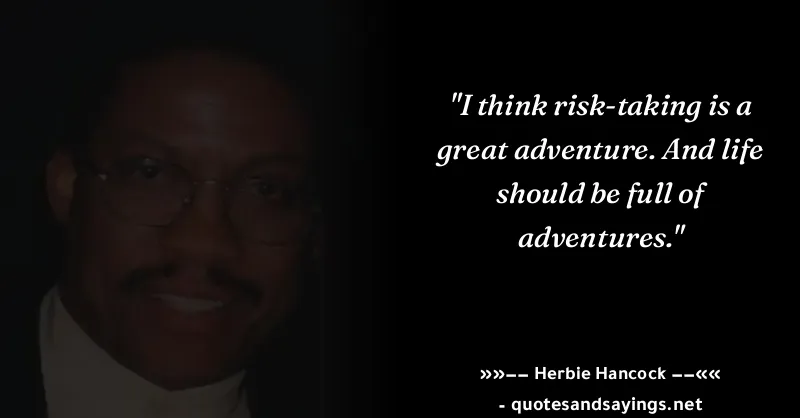 "I think risk-taking is a
great adventure. And life
should be full of
adventures."
»»–– Herbie Hancock ––««
- quotesandsayings.net